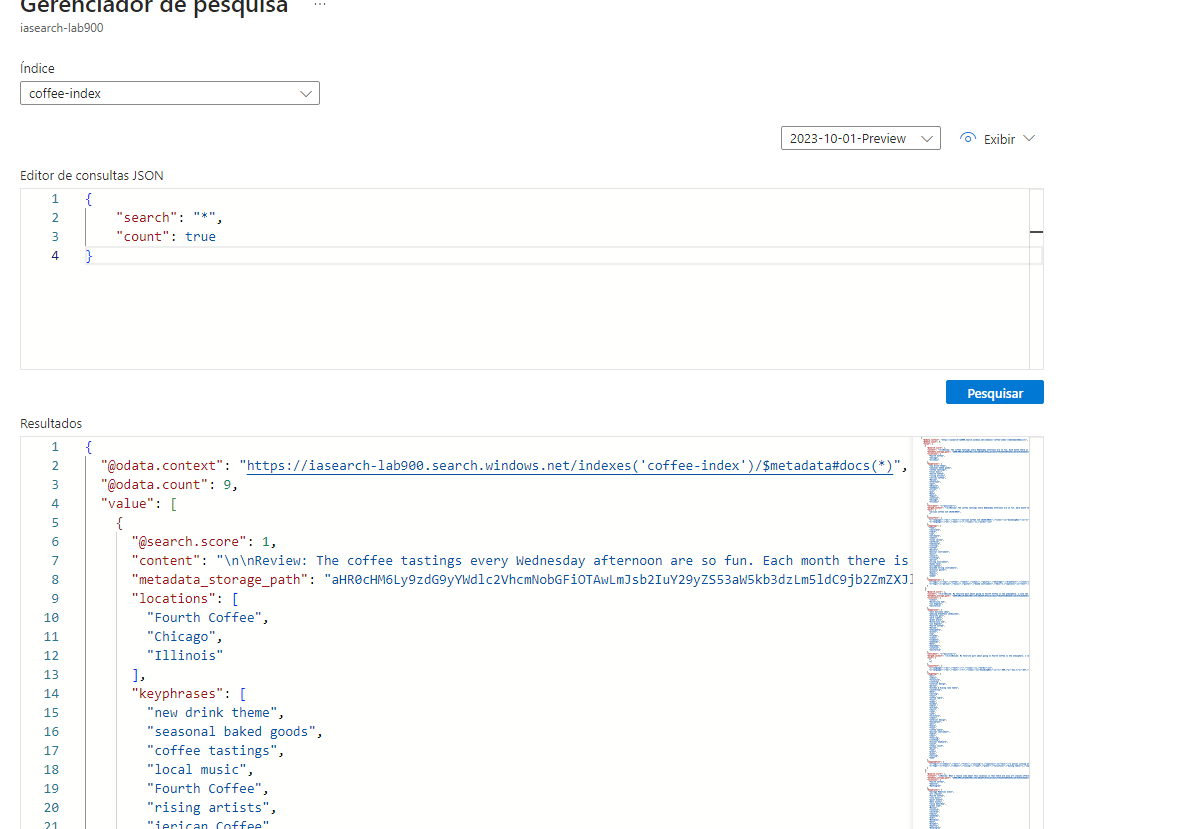 Gerenciador de pesquisa ...
iasearch-lab900
Índice
coffee-index
2023-10-01-Preview
Exibir
Editor de consultas JSON
1 {
2 "search": "*",
3 "count": true
4 }
Pesquisar
Resultados
1 {
2 "@odata.context": "https://iasearch-lab900.search.windows.net/indexes('coffee-index')/$metadata#docs(*)",
3 "@odata.count": 9,
4 "value": [
5 {
6 "@search.score": 1,
7 "content": "\n\nReview: The coffee tastings every Wednesday afternoon are so fun. Each month there is
8 "metadata_storage_path":
9 "locations": [
10 "Fourth Coffee",
11 "Chicago",
12 "Illinois"
13 ],
14 "keyphrases": [
15 "new drink theme",
16 "seasonal baked goods",
17 "coffee tastings",
18 "local music",
19 "Fourth Coffee",
20 "rising artists",
21 "ierican Coffee"